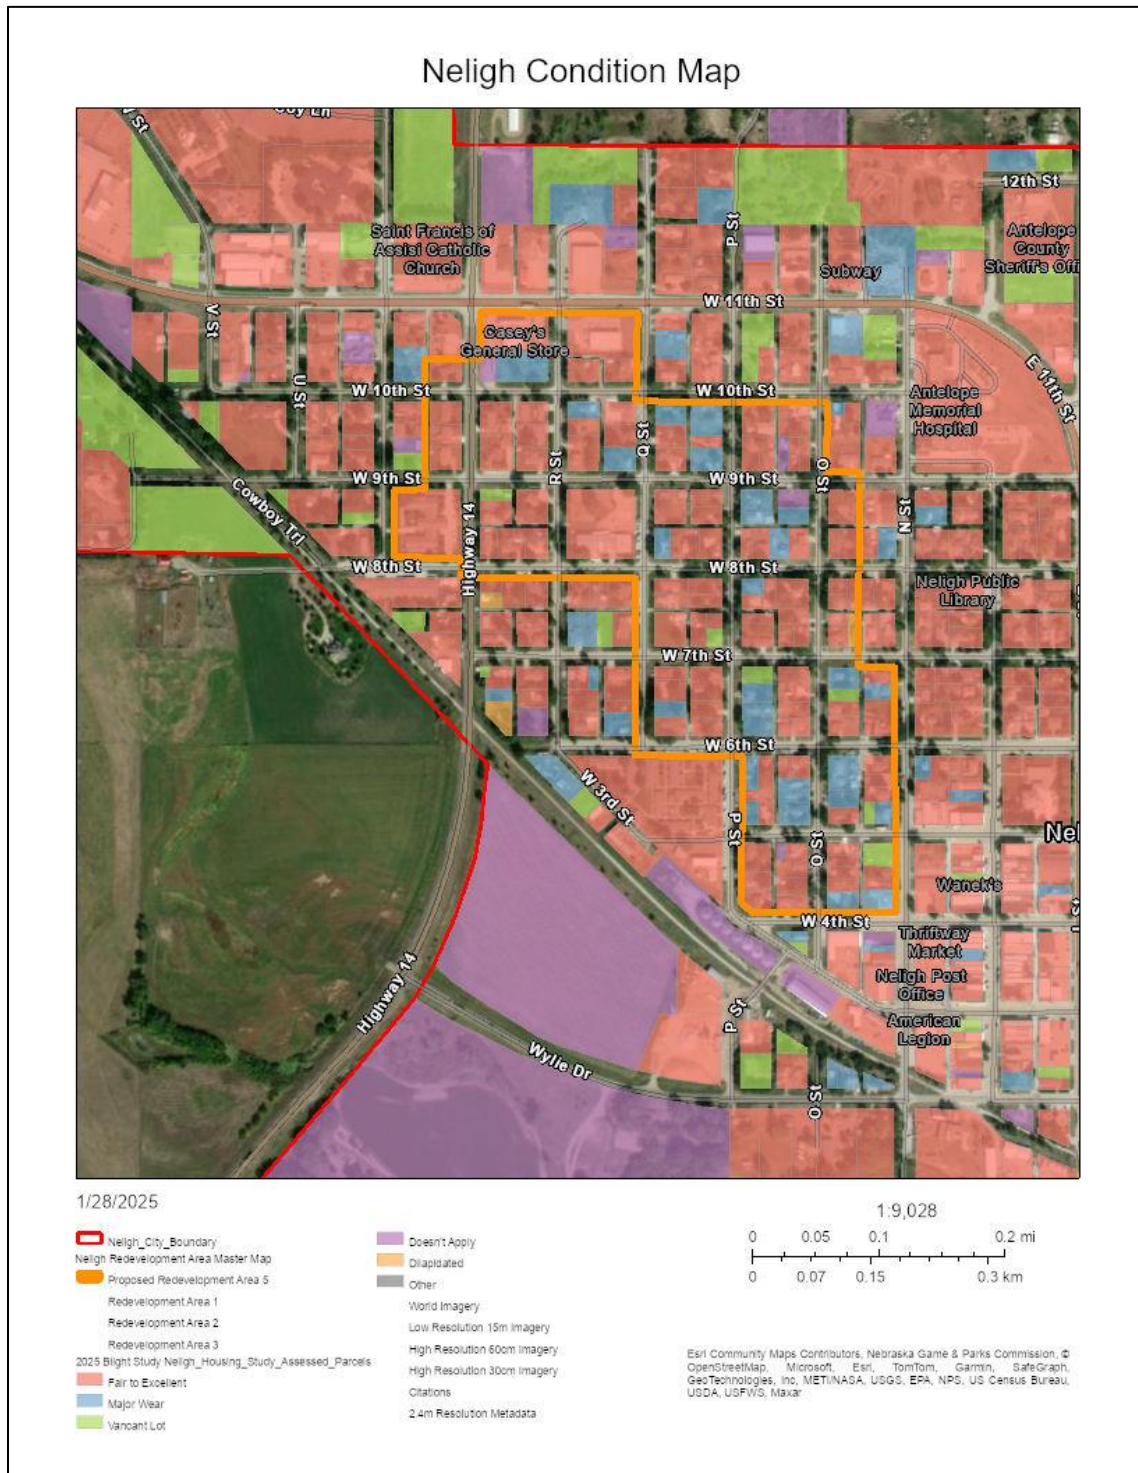 Neligh Condition Map
oy Ln
V St
12th St
P St
Saint Francis of
Assisi Catholic
Church
Antelope
County
Sheriff's Offi
Subway
W 11th St
V St
Casey's
General Store
E 11th St
U St
W 10th St
W 10th St
Antelope
Memorial
Hospital
Q St
R St
O St
W 9th St
W 9th St
Cowboy Trl
N St
W 8th St
W 8th St
Highway 14
Neligh Public
Library
W 7th St
W 6th St
W 3rd St
P St
O St
Nel
Wanek's
W 4th St
Thriftway
Market
Highway 14
Neligh Post
Office
P St
American
Legion
Wylie Dr
O St
1/28/2025
1:9,028
0 0.05 0.1 0.2 mi
0 0.07 0.15 0.3 km
Neligh_City_Boundary
Neligh Redevelopment Area Master Map
Proposed Redevelopment Area 5
Redevelopment Area 1
Redevelopment Area 2
Redevelopment Area 3
2025 Blight Study Neligh_Housing_Study_Assessed_Parcels
Fair to Excellent
Major Wear
Vancant Lot
Doesn't Apply
Dilapidated
Other
World Imagery
Low Resolution 15m Imagery
High Resolution 60cm Imagery
High Resolution 30cm Imagery
Citations
2.4m Resolution Metadata
Esri Community Maps Contributors, Nebraska Game & Parks Commission, ©
OpenStreetMap, Microsoft, Esri, TomTom, Garmin, SafeGraph,
GeoTechnologies, Inc, METI/NASA, USGS, EPA, NPS, US Census Bureau,
USDA, USFWS, Maxar